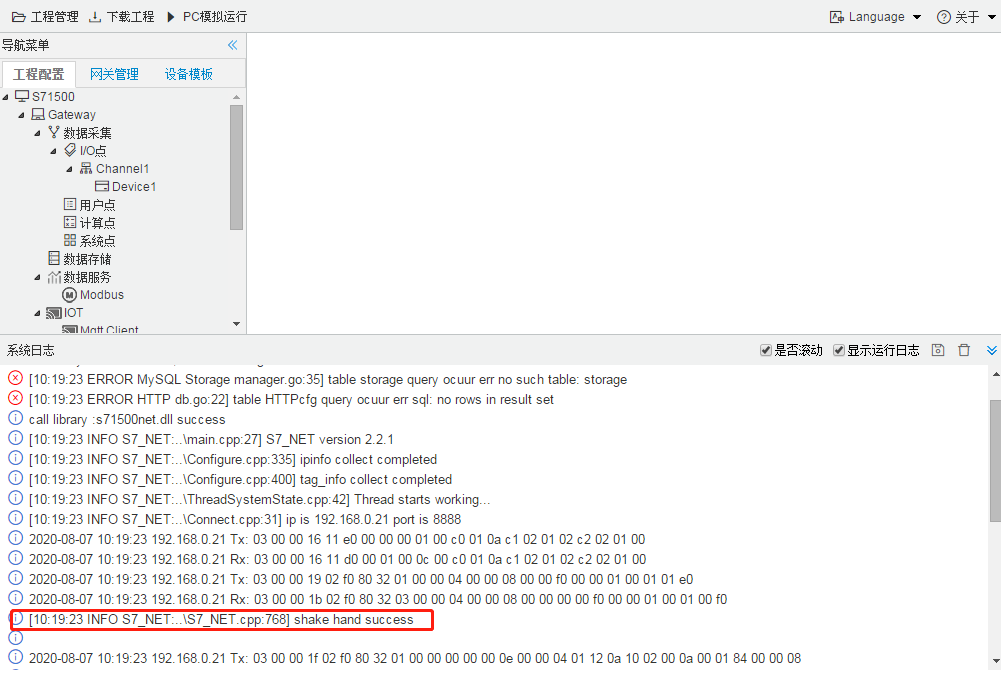 工程管理 下载工程 PC模拟运行 Language 关于
导航菜单
工程配置 网关管理 设备模板
S71500
Gateway
数据采集
I/O点
Channel1
Device1
用户点
计算点
系统点
数据存储
数据服务
Modbus
IOT
Mqtt Client
系统日志 是否滚动 显示运行日志
[10:19:23 ERROR MySQL Storage manager.go:35] table storage query ocuur err no such table: storage
[10:19:23 ERROR HTTP db.go:22] table HTTPcfg query ocuur err sql: no rows in result set
call library :s71500net.dll success
[10:19:23 INFO S7_NET:..\main.cpp:27] S7_NET version 2.2.1
[10:19:23 INFO S7_NET:..\Configure.cpp:335] ipinfo collect completed
[10:19:23 INFO S7_NET:..\Configure.cpp:400] tag_info collect completed
[10:19:23 INFO S7_NET:..\ThreadSystemState.cpp:42] Thread starts working...
[10:19:23 INFO S7_NET:..\Connect.cpp:31] ip is 192.168.0.21 port is 8888
2020-08-07 10:19:23 192.168.0.21 Tx: 03 00 00 16 11 e0 00 00 00 01 00 c0 01 0a c1 02 01 02 c2 02 01 00
2020-08-07 10:19:23 192.168.0.21 Rx: 03 00 00 16 11 d0 00 01 00 0c 00 c0 01 0a c1 02 01 02 c2 02 01 00
2020-08-07 10:19:23 192.168.0.21 Tx: 03 00 00 19 02 f0 80 32 01 00 00 04 00 00 08 00 00 f0 00 00 01 00 01 01 e0
2020-08-07 10:19:23 192.168.0.21 Rx: 03 00 00 1b 02 f0 80 32 03 00 00 04 00 00 08 00 00 00 00 f0 00 00 01 00 01 00 f0
[10:19:23 INFO S7_NET:..\S7_NET.cpp:768] shake hand success
2020-08-07 10:19:23 192.168.0.21 Tx: 03 00 00 1f 02 f0 80 32 01 00 00 00 00 00 0e 00 00 04 01 12 0a 10 02 00 0a 00 01 84 00 00 08